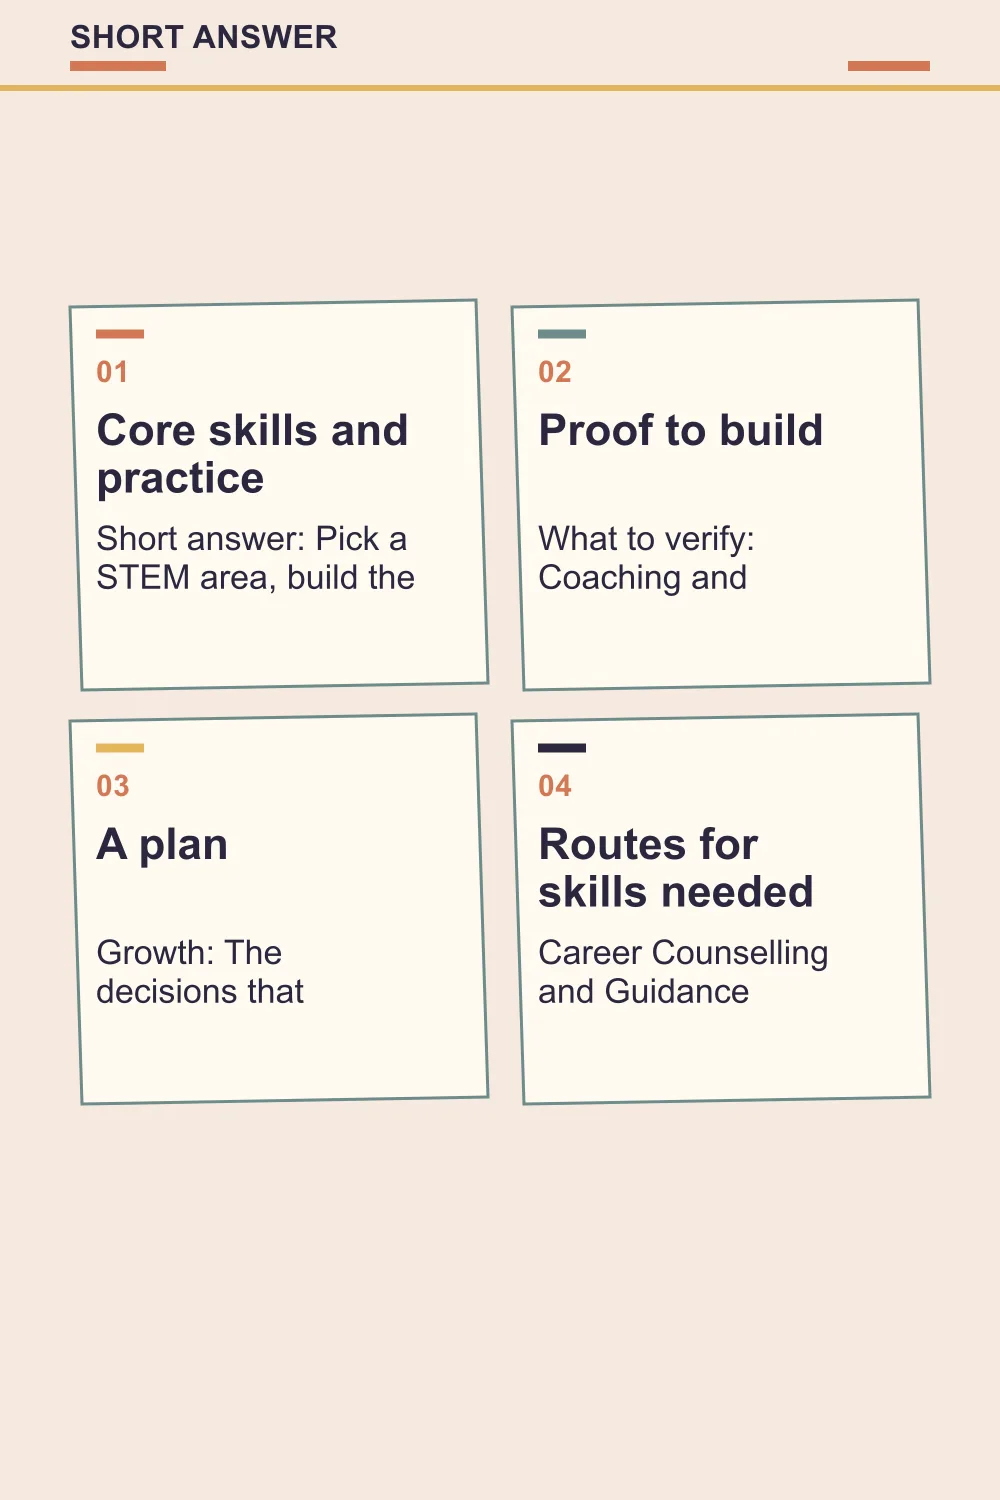 SHORT ANSWER
01
Core skills and
practice
Short answer: Pick a
STEM area, build the
02
Proof to build
What to verify:
Coaching and
03
A plan
Growth: The
decisions that
04
Routes for
skills needed
Career Counselling
and Guidance